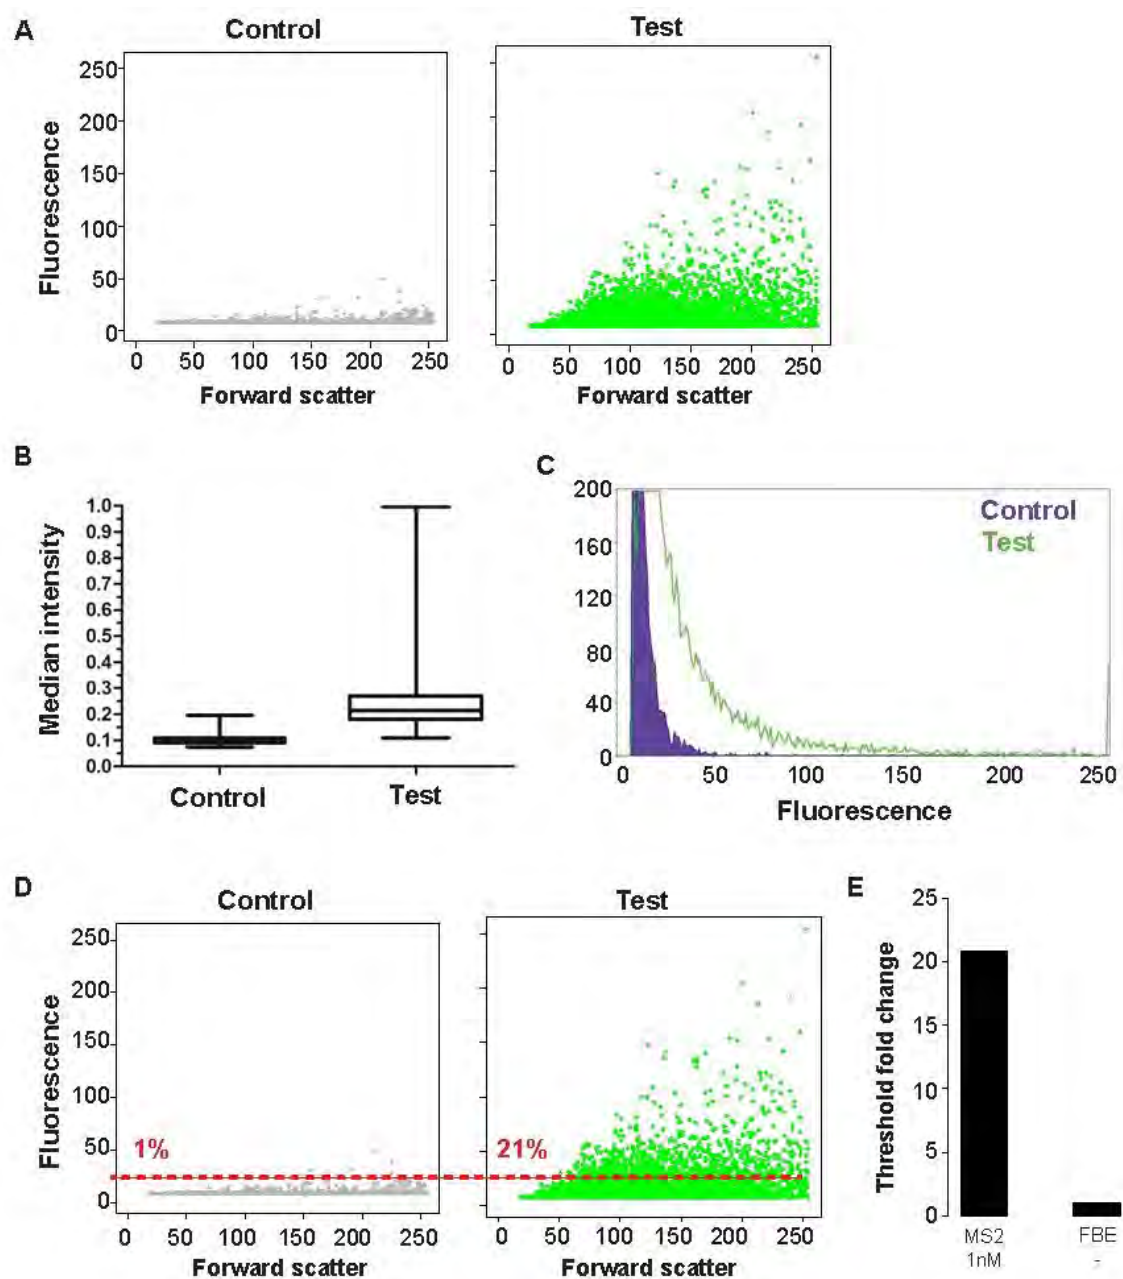 A
Control
Test
Fluorescence
250
200
150
100
50
0
0 50 100 150 200 250
Forward scatter
0 50 100 150 200 250
Forward scatter
B
Median intensity
1.0
0.9
0.8
0.7
0.6
0.5
0.4
0.3
0.2
0.1
0.0
Control
Test
C
200
160
120
80
40
0
Control
Test
0 50 100 150 200 250
Fluorescence
D
Control
Test
Fluorescence
250
200
150
100
50
0
1%
21%
0 50 100 150 200 250
Forward scatter
0 50 100 150 200 250
Forward scatter
E
Threshold fold change
25
20
15
10
5
0
MS2 FBE
1nM -